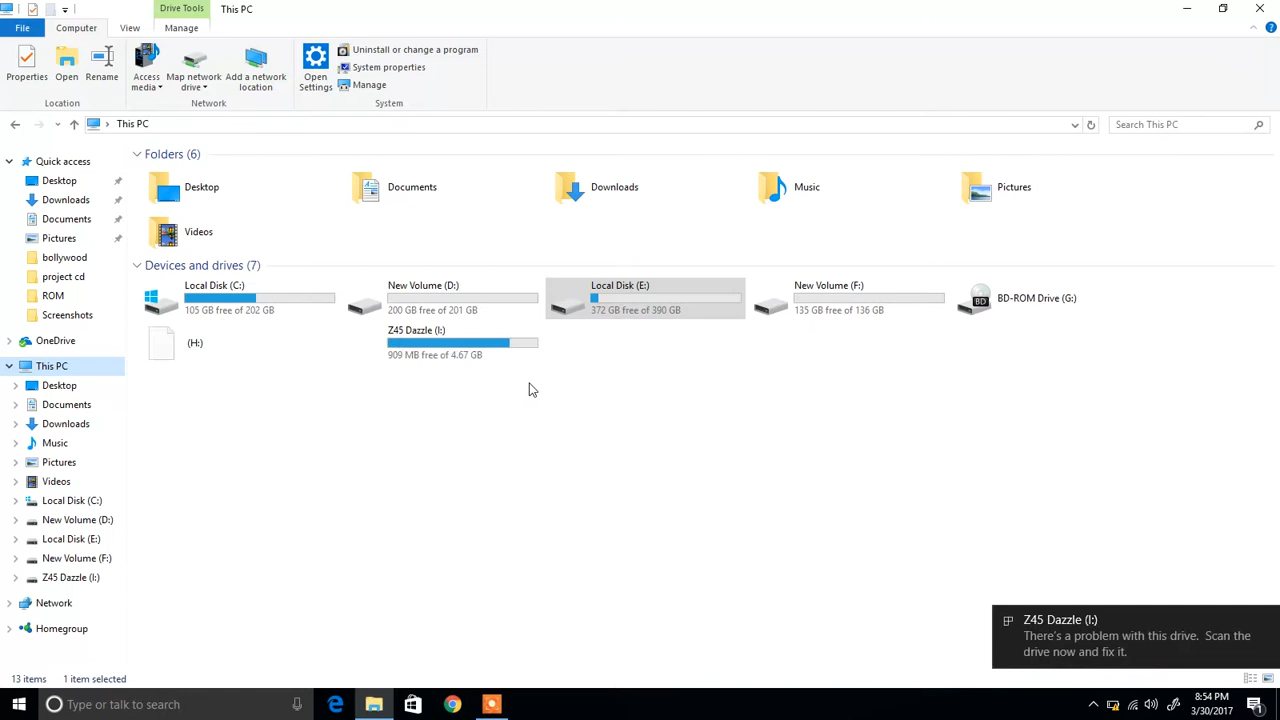 Drive Tools
This PC
File
Computer
View
Manage
Properties
Open
Rename
Access media
Map network drive
Add a network location
Open Settings
Uninstall or change a program
System properties
Manage
Location
Network
System
This PC
Search This PC
Quick access
Desktop
Downloads
Documents
Pictures
bollywood
project cd
ROM
Screenshots
OneDrive
This PC
Desktop
Documents
Downloads
Music
Pictures
Videos
Local Disk (C:)
New Volume (D:)
Local Disk (E:)
New Volume (F:)
Z45 Dazzle (I:)
Network
Homegroup
Folders (6)
Desktop
Documents
Downloads
Music
Pictures
Videos
Devices and drives (7)
Local Disk (C:)
105 GB free of 202 GB
New Volume (D:)
200 GB free of 201 GB
Local Disk (E:)
372 GB free of 390 GB
New Volume (F:)
135 GB free of 136 GB
BD
BD-ROM Drive (G:)
(H:)
Z45 Dazzle (I:)
909 MB free of 4.67 GB
Z45 Dazzle (I:)
There's a problem with this drive. Scan the
drive now and fix it.
13 items
1 item selected
Type or talk to search
8:54 PM
3/30/2017
1